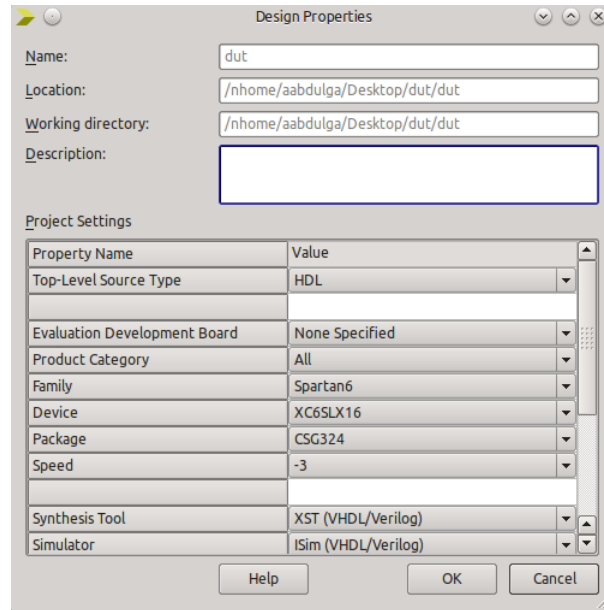 Design Properties
Name: dut
Location: /nhome/aabdulga/Desktop/dut/dut
Working directory: /nhome/aabdulga/Desktop/dut/dut
Description:
Project Settings
Property Name Value
Top-Level Source Type HDL
Evaluation Development Board None Specified
Product Category All
Family Spartan6
Device XC6SLX16
Package CSG324
Speed -3
Synthesis Tool XST (VHDL/Verilog)
Simulator ISim (VHDL/Verilog)
Help OK Cancel